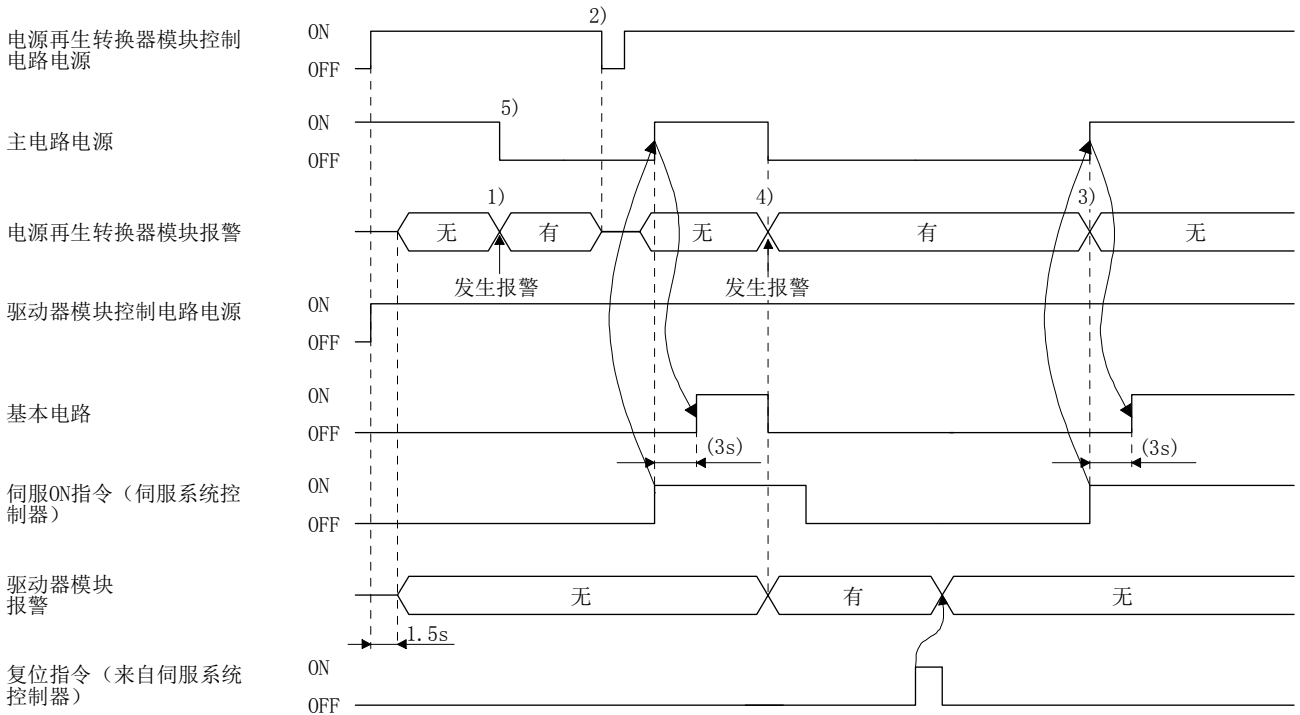 2)
电源再生转换器模块控制
电路电源
ON
OFF
5)
主电路电源
ON
OFF
1)
4)
3)
电源再生转换器模块报警
无
有
无
有
无
发生报警
发生报警
驱动器模块控制电路电源
ON
OFF
基本电路
ON
OFF
(3s)
(3s)
伺服ON指令（伺服系统控
制器）
ON
OFF
驱动器模块
报警
无
有
无
1.5s
复位指令（来自伺服系统
控制器）
ON
OFF